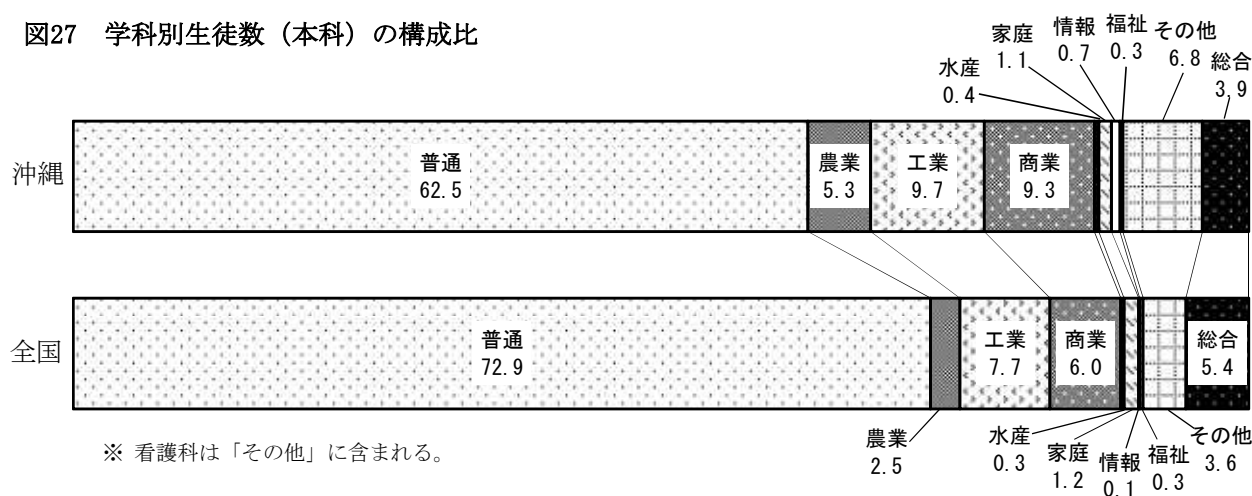 図27　学科別生徒数（本科）の構成比
水産
0.4
家庭
1.1
情報
0.7
福祉
0.3
その他
6.8
総合
3.9
沖縄
普通
62.5
農業
5.3
工業
9.7
商業
9.3
全国
普通
72.9
工業
7.7
商業
6.0
総合
5.4
農業
2.5
水産
0.3
家庭
1.2
情報
0.1
福祉
0.3
その他
3.6
※ 看護科は「その他」に含まれる。